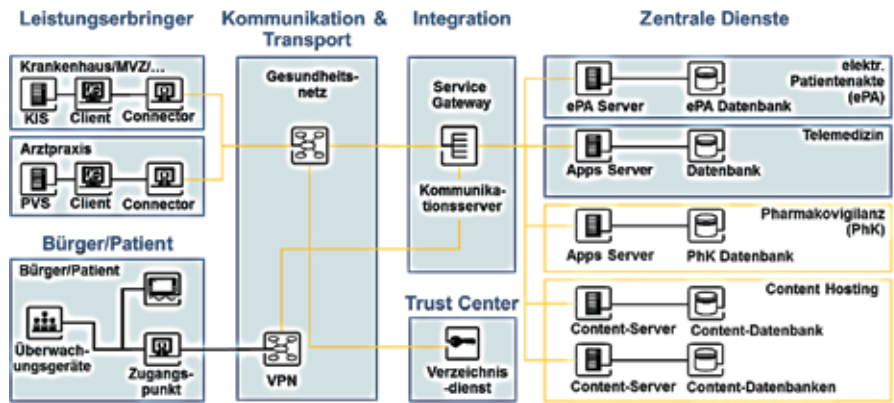 Leistungserbringer
Krankenhaus/MVZ/...
KIS
Client
Connector
Arztpraxis
PVS
Client
Connector
Bürger/Patient
Bürger/Patient
Überwach-
ungsgeräte
Zugangs-
punkt
Kommunikation &
Transport
Gesundheits-
netz
VPN
Integration
Service
Gateway
Kommunika-
tionsserver
Trust Center
Verzeichnis
-dienst
Zentrale Dienste
elektr.
Patientenakte
(ePA)
ePA Server
ePA Datenbank
Telemedizin
Apps Server
Datenbank
Pharmakovigilanz
(PhK)
Apps Server
PhK Datenbank
Content Hosting
Content-Server
Content-Datenbank
Content-Server
Content-Datenbanken